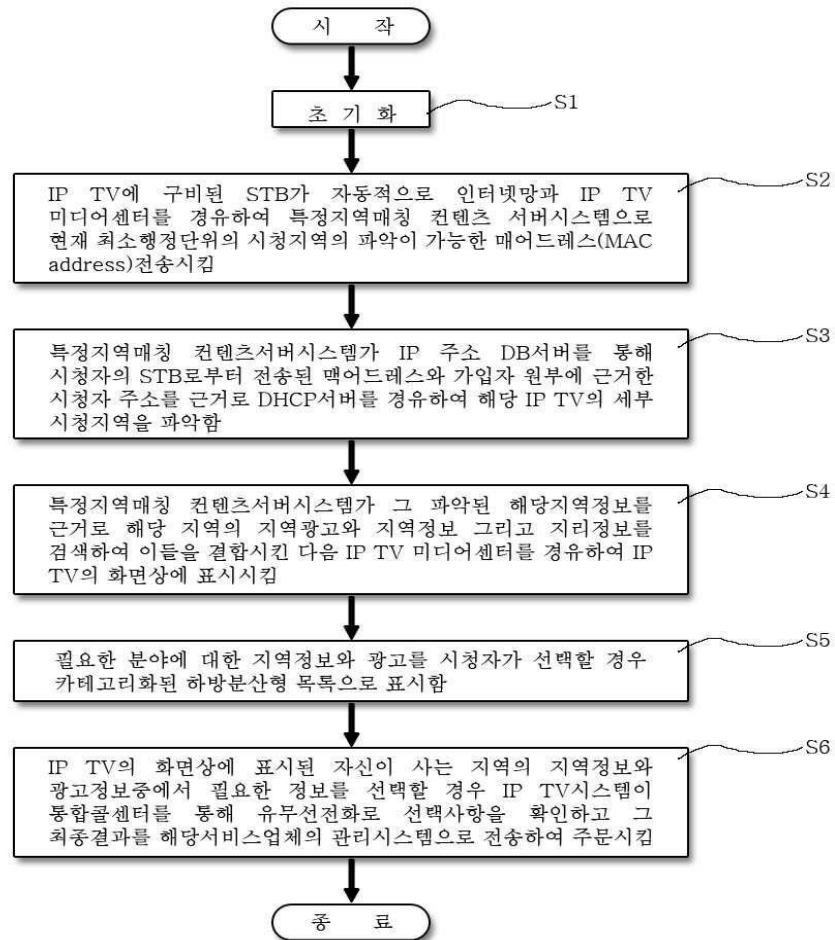 시 작
초 기 화
S1
S2
IP TV에 구비된 STB가 자동적으로 인터넷망과 IP TV
미디어센터를 경유하여 특정지역매칭 컨텐츠 서버시스템으로
현재 최소행정단위의 시청지역의 파악이 가능한 매어드레스(MAC
address)전송시킴
S3
특정지역매칭 컨텐츠서버시스템가 IP 주소 DB서버를 통해
시청자의 STB로부터 전송된 맥어드레스와 가입자 원부에 근거한
시청자 주소를 근거로 DHCP서버를 경유하여 해당 IP TV의 세부
시청지역을 파악함
S4
특정지역매칭 컨텐츠서버시스템가 그 파악된 해당지역정보를
근거로 해당 지역의 지역광고와 지역정보 그리고 지리정보를
검색하여 이들을 결합시킨 다음 IP TV 미디어센터를 경유하여 IP
TV의 화면상에 표시시킴
S5
필요한 분야에 대한 지역정보와 광고를 시청자가 선택할 경우
카테고리화된 하방분산형 목록으로 표시함
S6
IP TV의 화면상에 표시된 자신이 사는 지역의 지역정보와
광고정보중에서 필요한 정보를 선택할 경우 IP TV시스템이
통합콜센터를 통해 유무선전화로 선택사항을 확인하고 그
최종결과를 해당서비스업체의 관리시스템으로 전송하여 주문시킴
종 료